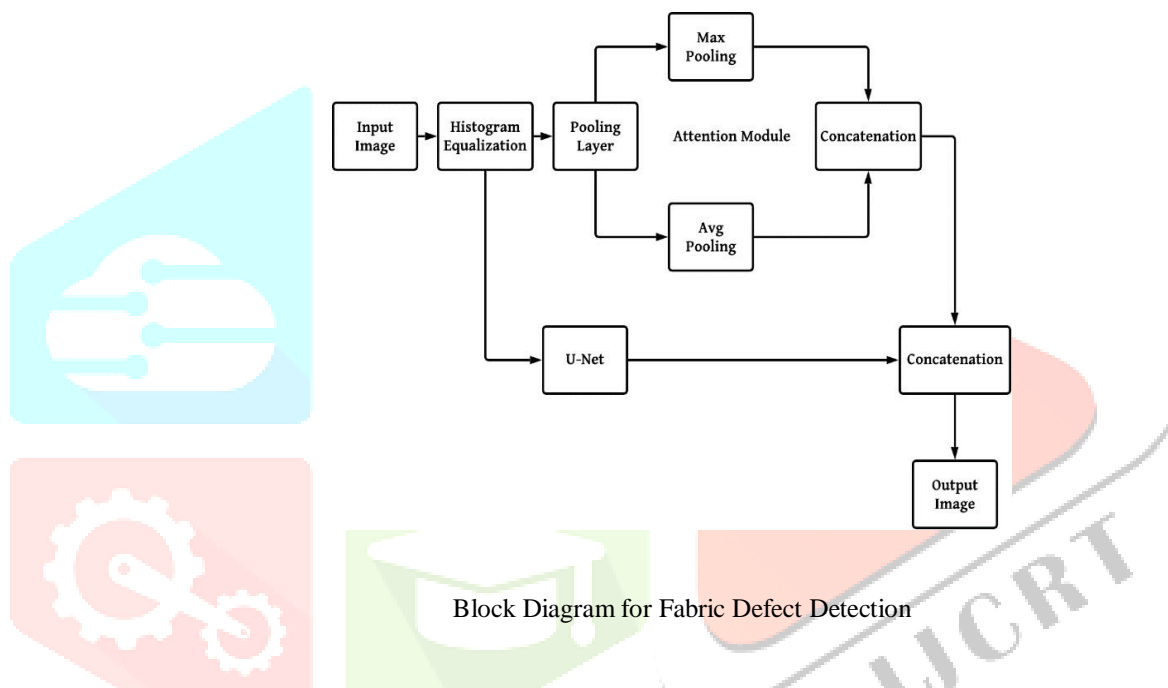 Max
Pooling
Input
Image
Histogram
Equalization
Pooling
Layer
Attention Module
Concatenation
Avg
Pooling
U-Net
Concatenation
Output
Image
Block Diagram for Fabric Defect Detection
IJCRT